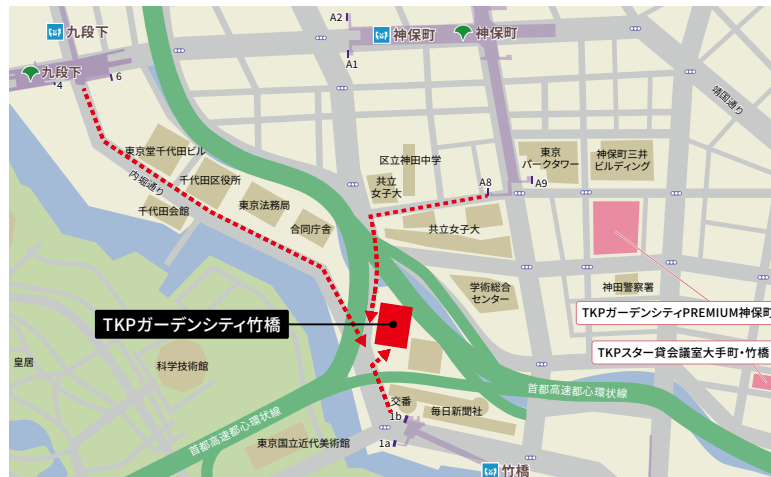 A2
九段下
神保町
神保町
A1
九段下
4
6
靖国通り
東京堂千代田ビル
区立神田中学
東京
パークタワー
神保町三井
ビルディング
内堀通り
千代田区役所
共立
女子大
A8
A9
千代田会館
東京法務局
合同庁舎
共立女子大
学術総合
センター
神田警察署
TKPガーデンシティPREMIUM神保町
TKPガーデンシティ竹橋
TKPスター貸会議室大手町・竹橋
皇居
科学技術館
首都高速都心環状線
首都高速都心環状線
交番
1b
毎日新聞社
東京国立近代美術館
1a
竹橋